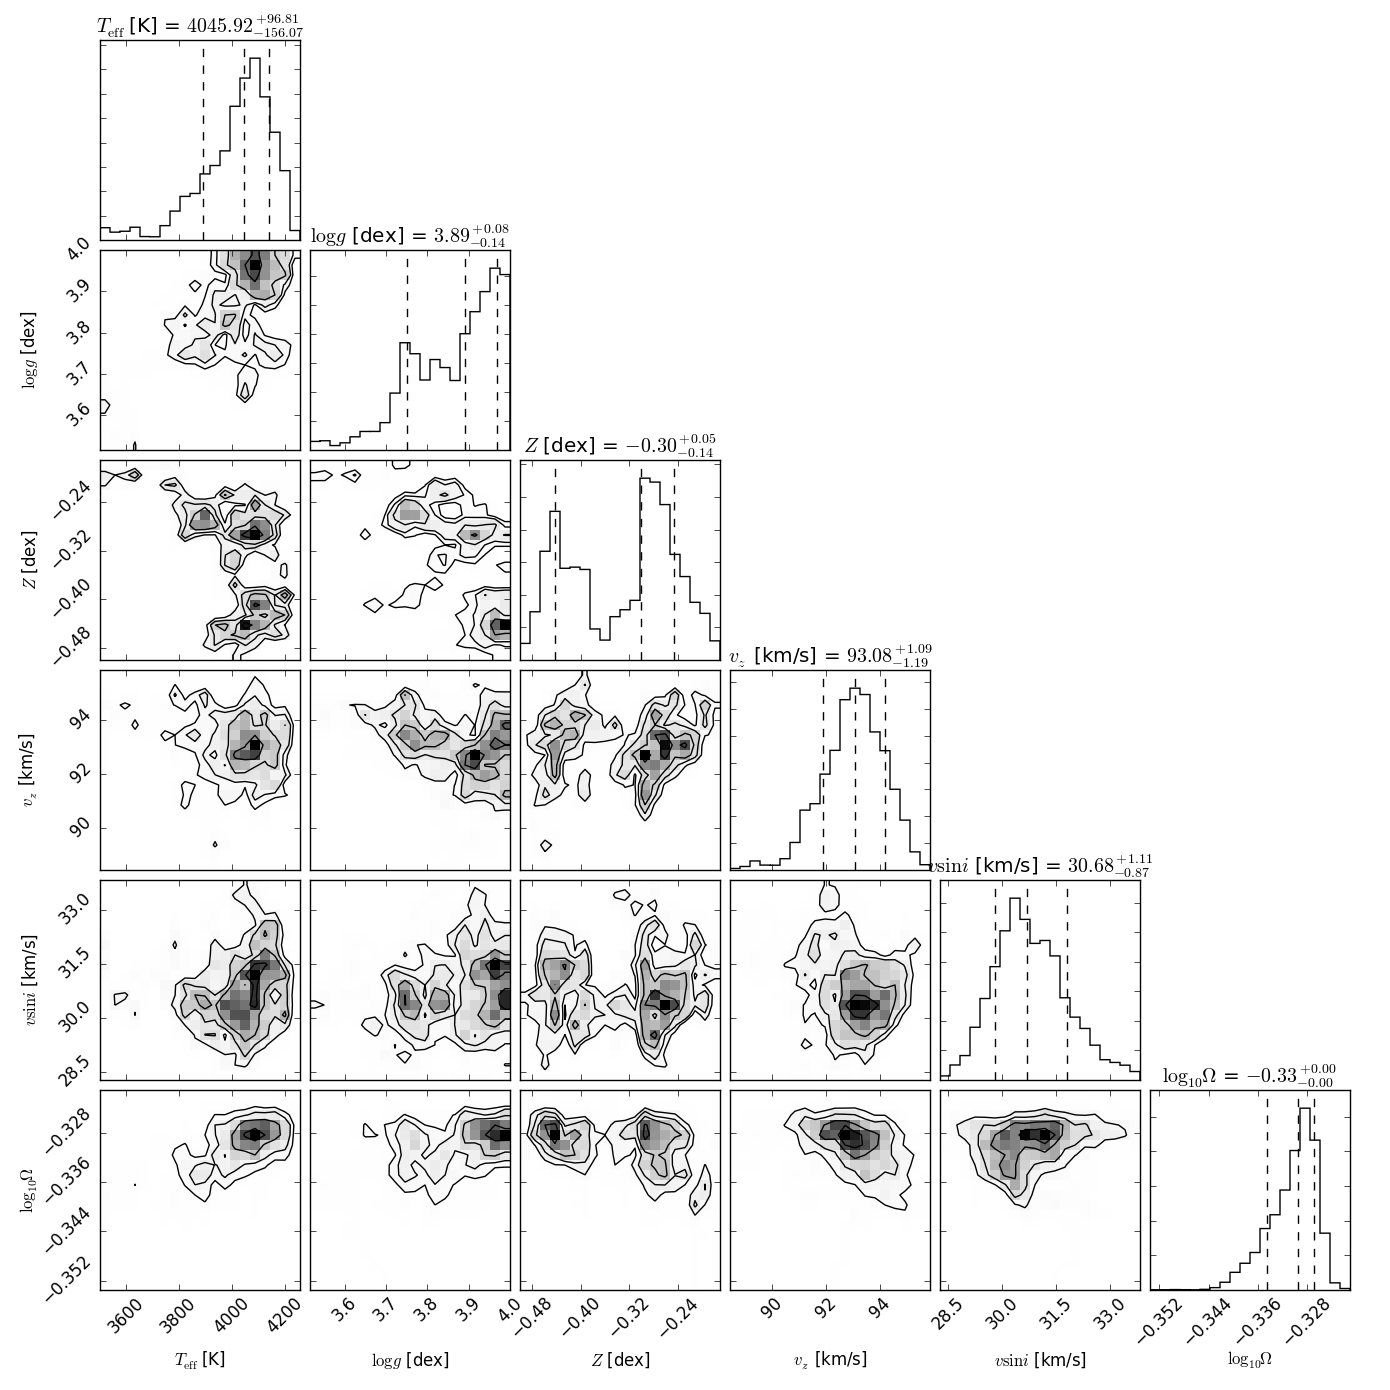 T_eff [K] = 4045.92 +96.81 −156.07
log g [dex] = 3.89 +0.08 −0.14
4.0
3.9
3.8
3.7
3.6
log g [dex]
Z [dex] = −0.30 +0.05 −0.14
−0.24
−0.32
−0.40
−0.48
Z [dex]
v_z [km/s] = 93.08 +1.09 −1.19
94
92
90
v_z [km/s]
v sin i [km/s] = 30.68 +1.11 −0.87
33.0
31.5
30.0
28.5
v sin i [km/s]
log₁₀Ω = −0.33 +0.00 −0.00
−0.328
−0.336
−0.344
−0.352
log₁₀Ω
3600 3800 4000 4200 3.6 3.7 3.8 3.9 4.0 −0.48 −0.40 −0.32 −0.24 90 92 94 28.5 30.0 31.5 33.0 −0.352 −0.344 −0.336 −0.328
T_eff [K] log g [dex] Z [dex] v_z [km/s] v sin i [km/s] log₁₀Ω